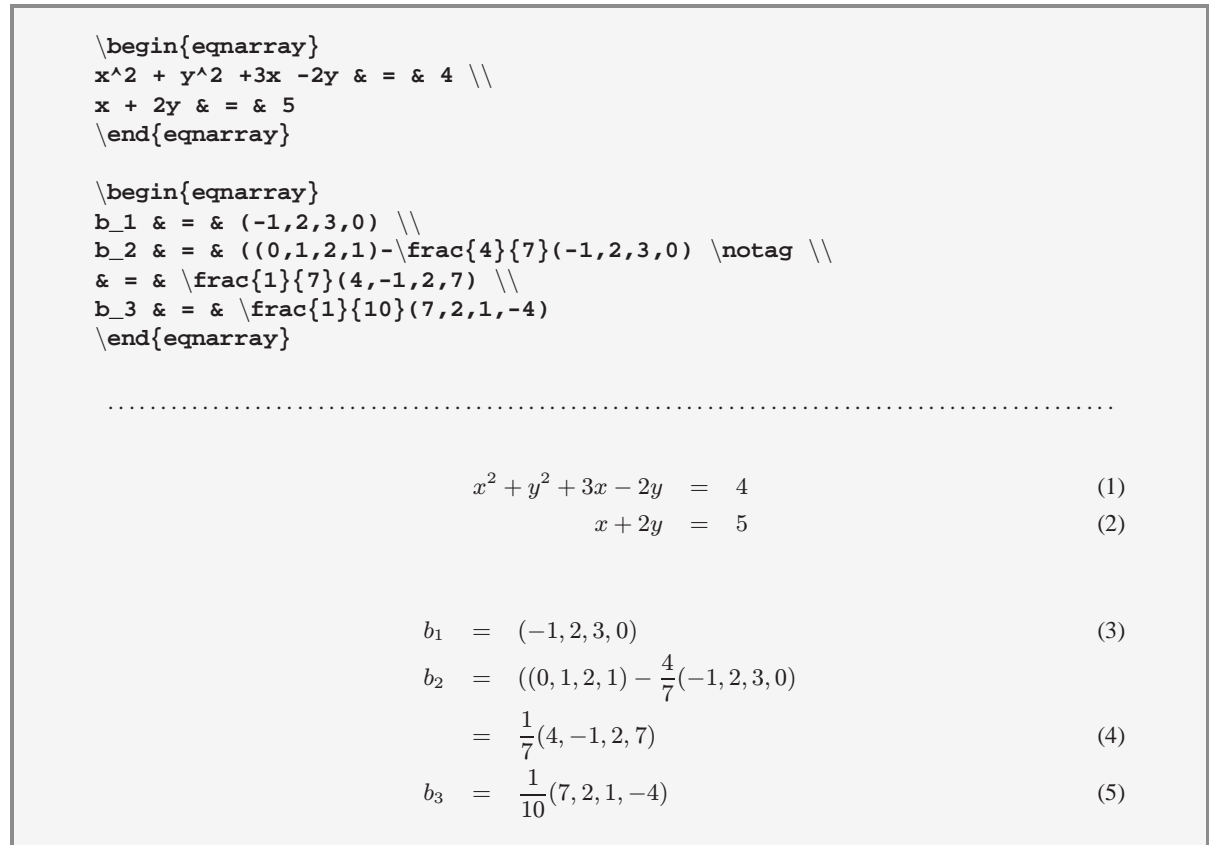 \begin{eqnarray}
x^2 + y^2 +3x -2y & = & 4 \\
x + 2y & = & 5
\end{eqnarray}
\begin{eqnarray}
b_1 & = & (-1,2,3,0) \\
b_2 & = & ((0,1,2,1)-\frac{4}{7}(-1,2,3,0) \notag \\
& = & \frac{1}{7}(4,-1,2,7) \\
b_3 & = & \frac{1}{10}(7,2,1,-4)
\end{eqnarray}
x² + y² + 3x − 2y = 4 (1)
x + 2y = 5 (2)
b₁ = (−1, 2, 3, 0) (3)
b₂ = ((0, 1, 2, 1) − 4/7(−1, 2, 3, 0)
= 1/7(4, −1, 2, 7) (4)
b₃ = 1/10(7, 2, 1, −4) (5)